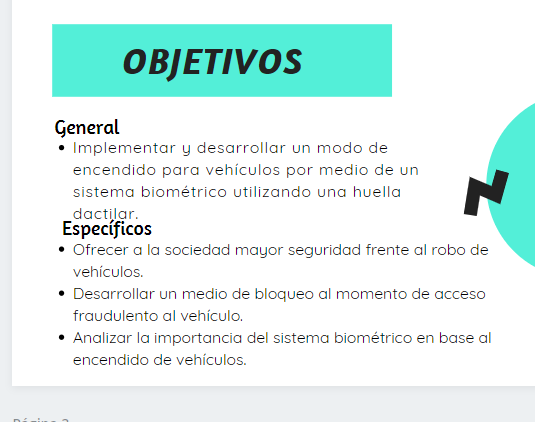 OBJETIVOS
General
• Implementar y desarrollar un modo de
encendido para vehículos por medio de un
sistema biométrico utilizando una huella
dactilar.
Específicos
• Ofrecer a la sociedad mayor seguridad frente al robo de
vehículos.
• Desarrollar un medio de bloqueo al momento de acceso
fraudulento al vehículo.
• Analizar la importancia del sistema biométrico en base al
encendido de vehículos.